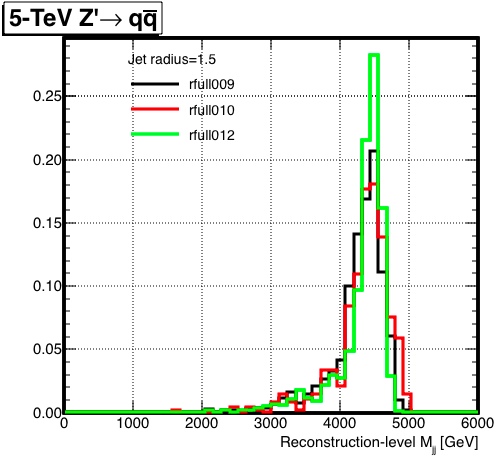 5-TeV Z'→ qq̅
Jet radius=1.5
rfull009
rfull010
rfull012
0.25
0.20
0.15
0.10
0.05
0.00
0 1000 2000 3000 4000 5000 6000
Reconstruction-level M_jj [GeV]